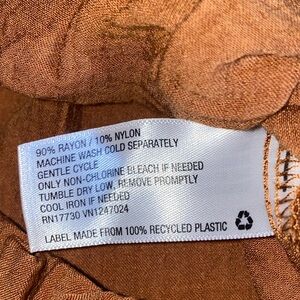 90% RAYON / 10% NYLON
MACHINE WASH COLD SEPARATELY
GENTLE CYCLE
ONLY NON-CHLORINE BLEACH IF NEEDED
TUMBLE DRY LOW, REMOVE PROMPTLY
COOL IRON IF NEEDED
RN17730 VN1247024
LABEL MADE FROM 100% RECYCLED PLASTIC